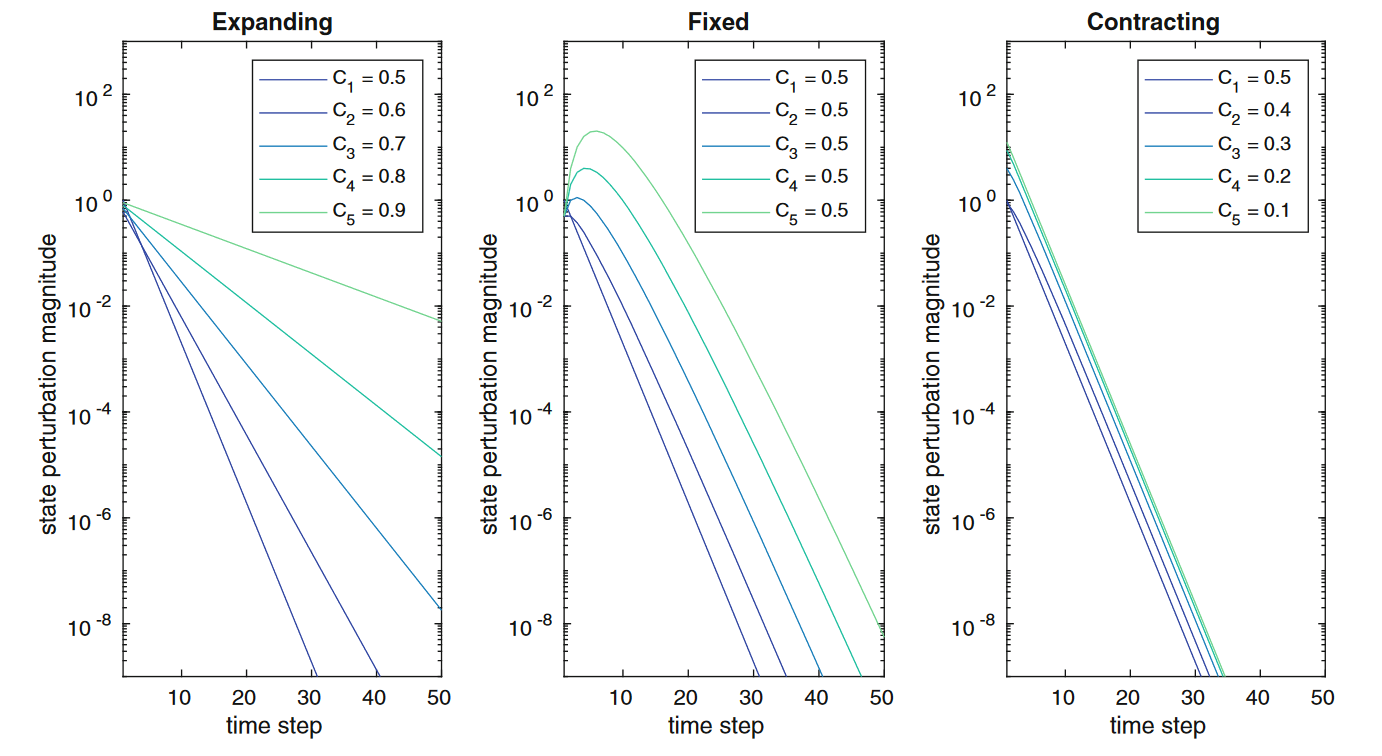 Expanding
C1 = 0.5
C2 = 0.6
C3 = 0.7
C4 = 0.8
C5 = 0.9
10 2
10 0
10 -2
10 -4
10 -6
10 -8
state perturbation magnitude
10 20 30 40 50
time step
Fixed
C1 = 0.5
C2 = 0.5
C3 = 0.5
C4 = 0.5
C5 = 0.5
10 2
10 0
10 -2
10 -4
10 -6
10 -8
state perturbation magnitude
10 20 30 40 50
time step
Contracting
C1 = 0.5
C2 = 0.4
C3 = 0.3
C4 = 0.2
C5 = 0.1
10 2
10 0
10 -2
10 -4
10 -6
10 -8
state perturbation magnitude
10 20 30 40 50
time step